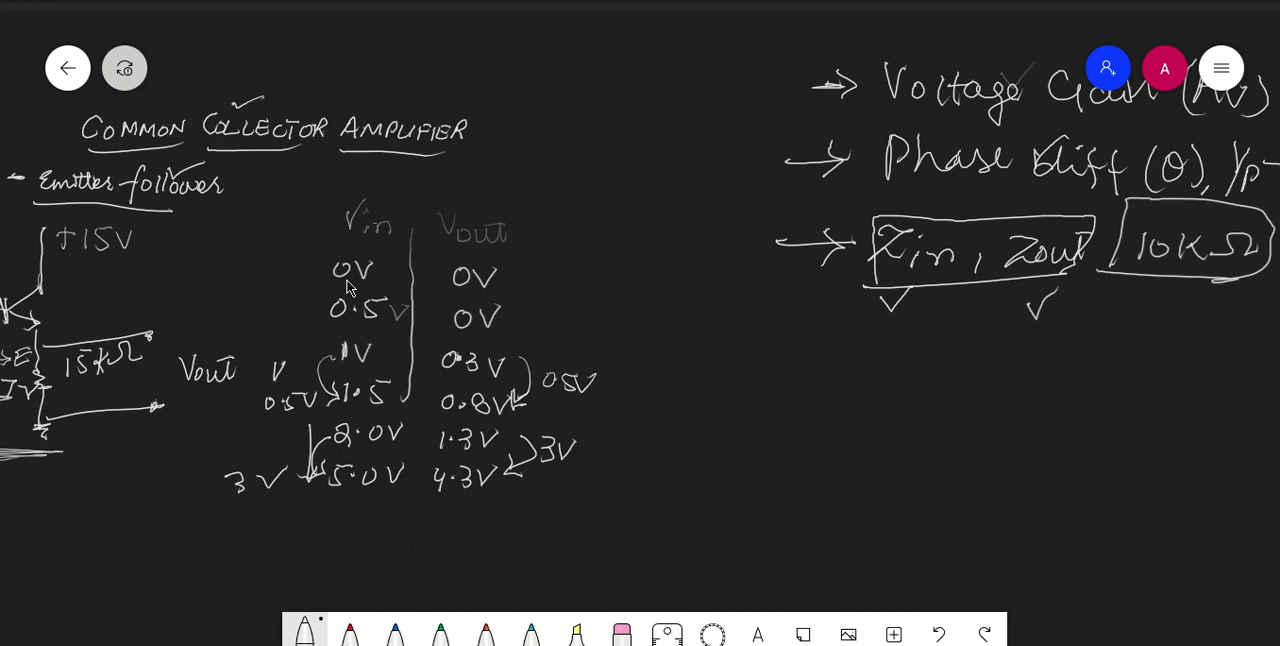 COMMON COLLECTOR AMPLIFIER
- Emitter follower
+15V
E
15KΩ
Vout
Vin Vout
0V 0V
0.5V 0V
1V 0.3V
0.5V 1.5 0.8V 0.5V
2.0V 1.3V
3V 5.0V 4.3V 3V
→ Voltage Gain (AV)
→ Phase diff (θ), I/p-
→ Zin, Zout 10KΩ
A
A